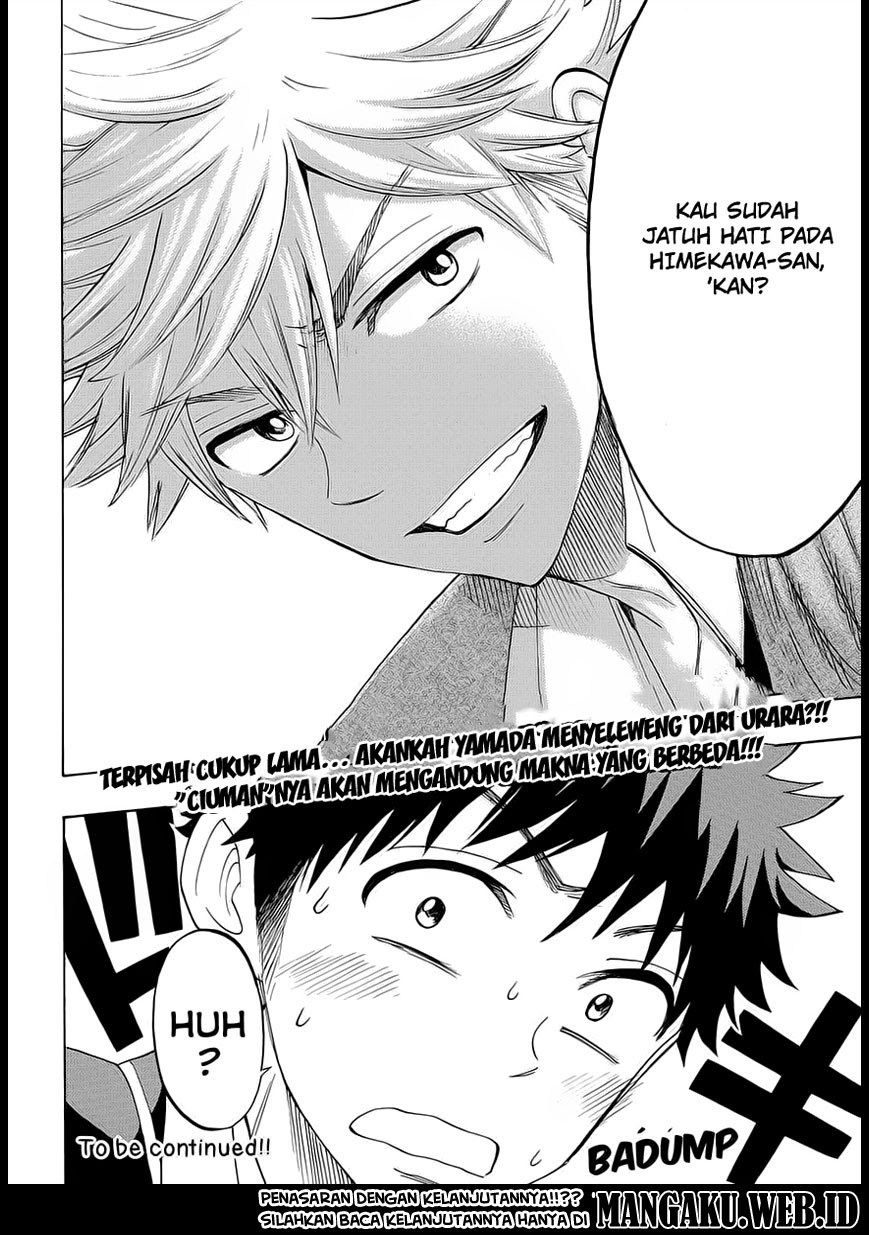 KAU SUDAH
JATUH HATI PADA
HIMEKAWA-SAN,
'KAN?
TERPISAH CUKUP LAMA... AKANKAH YAMADA MENYELEWENG DARI URARA?!!
"CIUMAN"NYA AKAN MENGANDUNG MAKNA YANG BERBEDA!!!
HUH
?
BADUMP
To be continued!!
PENASARAN DENGAN KELANJUTANNYA!!??
SILAHKAN BACA KELANJUTANNYA HANYA DI
MANGAKU.WEB.ID